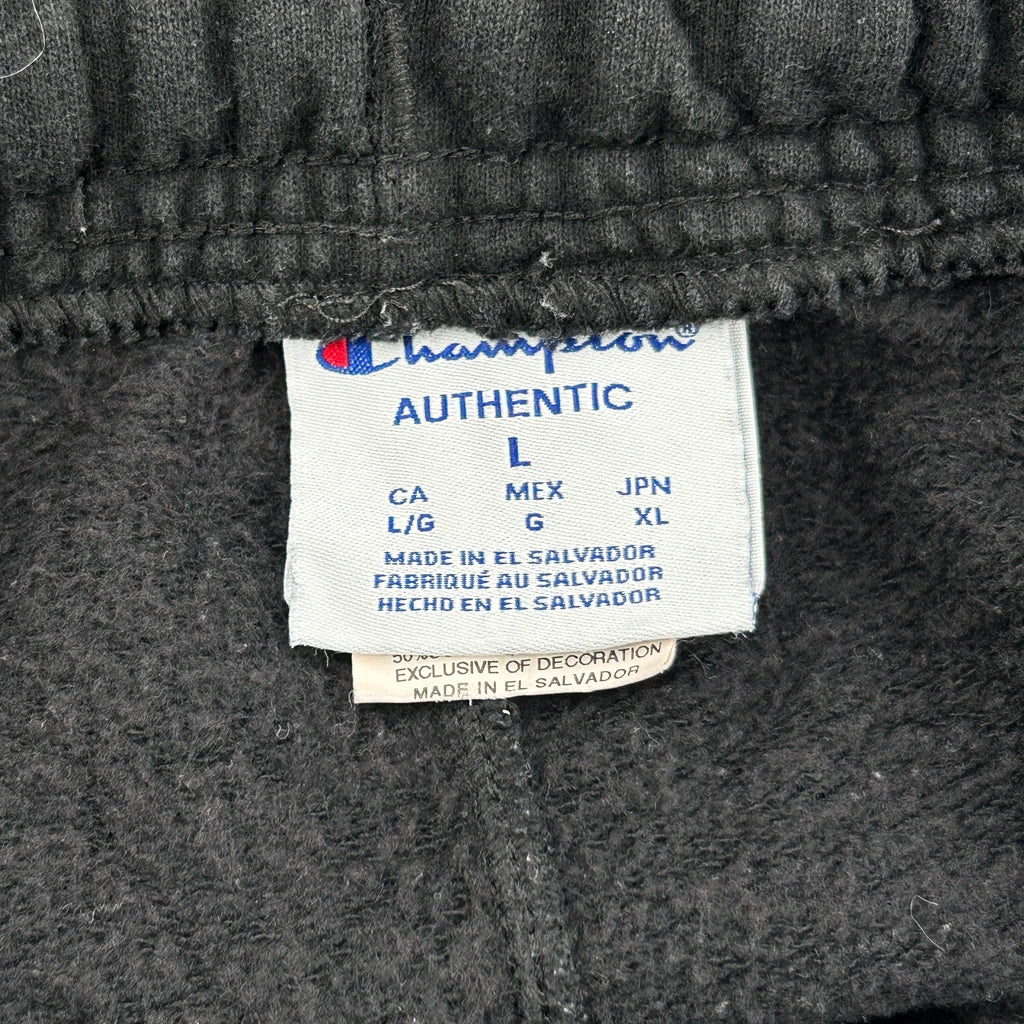 Champion®
AUTHENTIC
L
CA MEX JPN
L/G G XL
MADE IN EL SALVADOR
FABRIQUÉ AU SALVADOR
HECHO EN EL SALVADOR
50%
EXCLUSIVE OF DECORATION
MADE IN EL SALVADOR